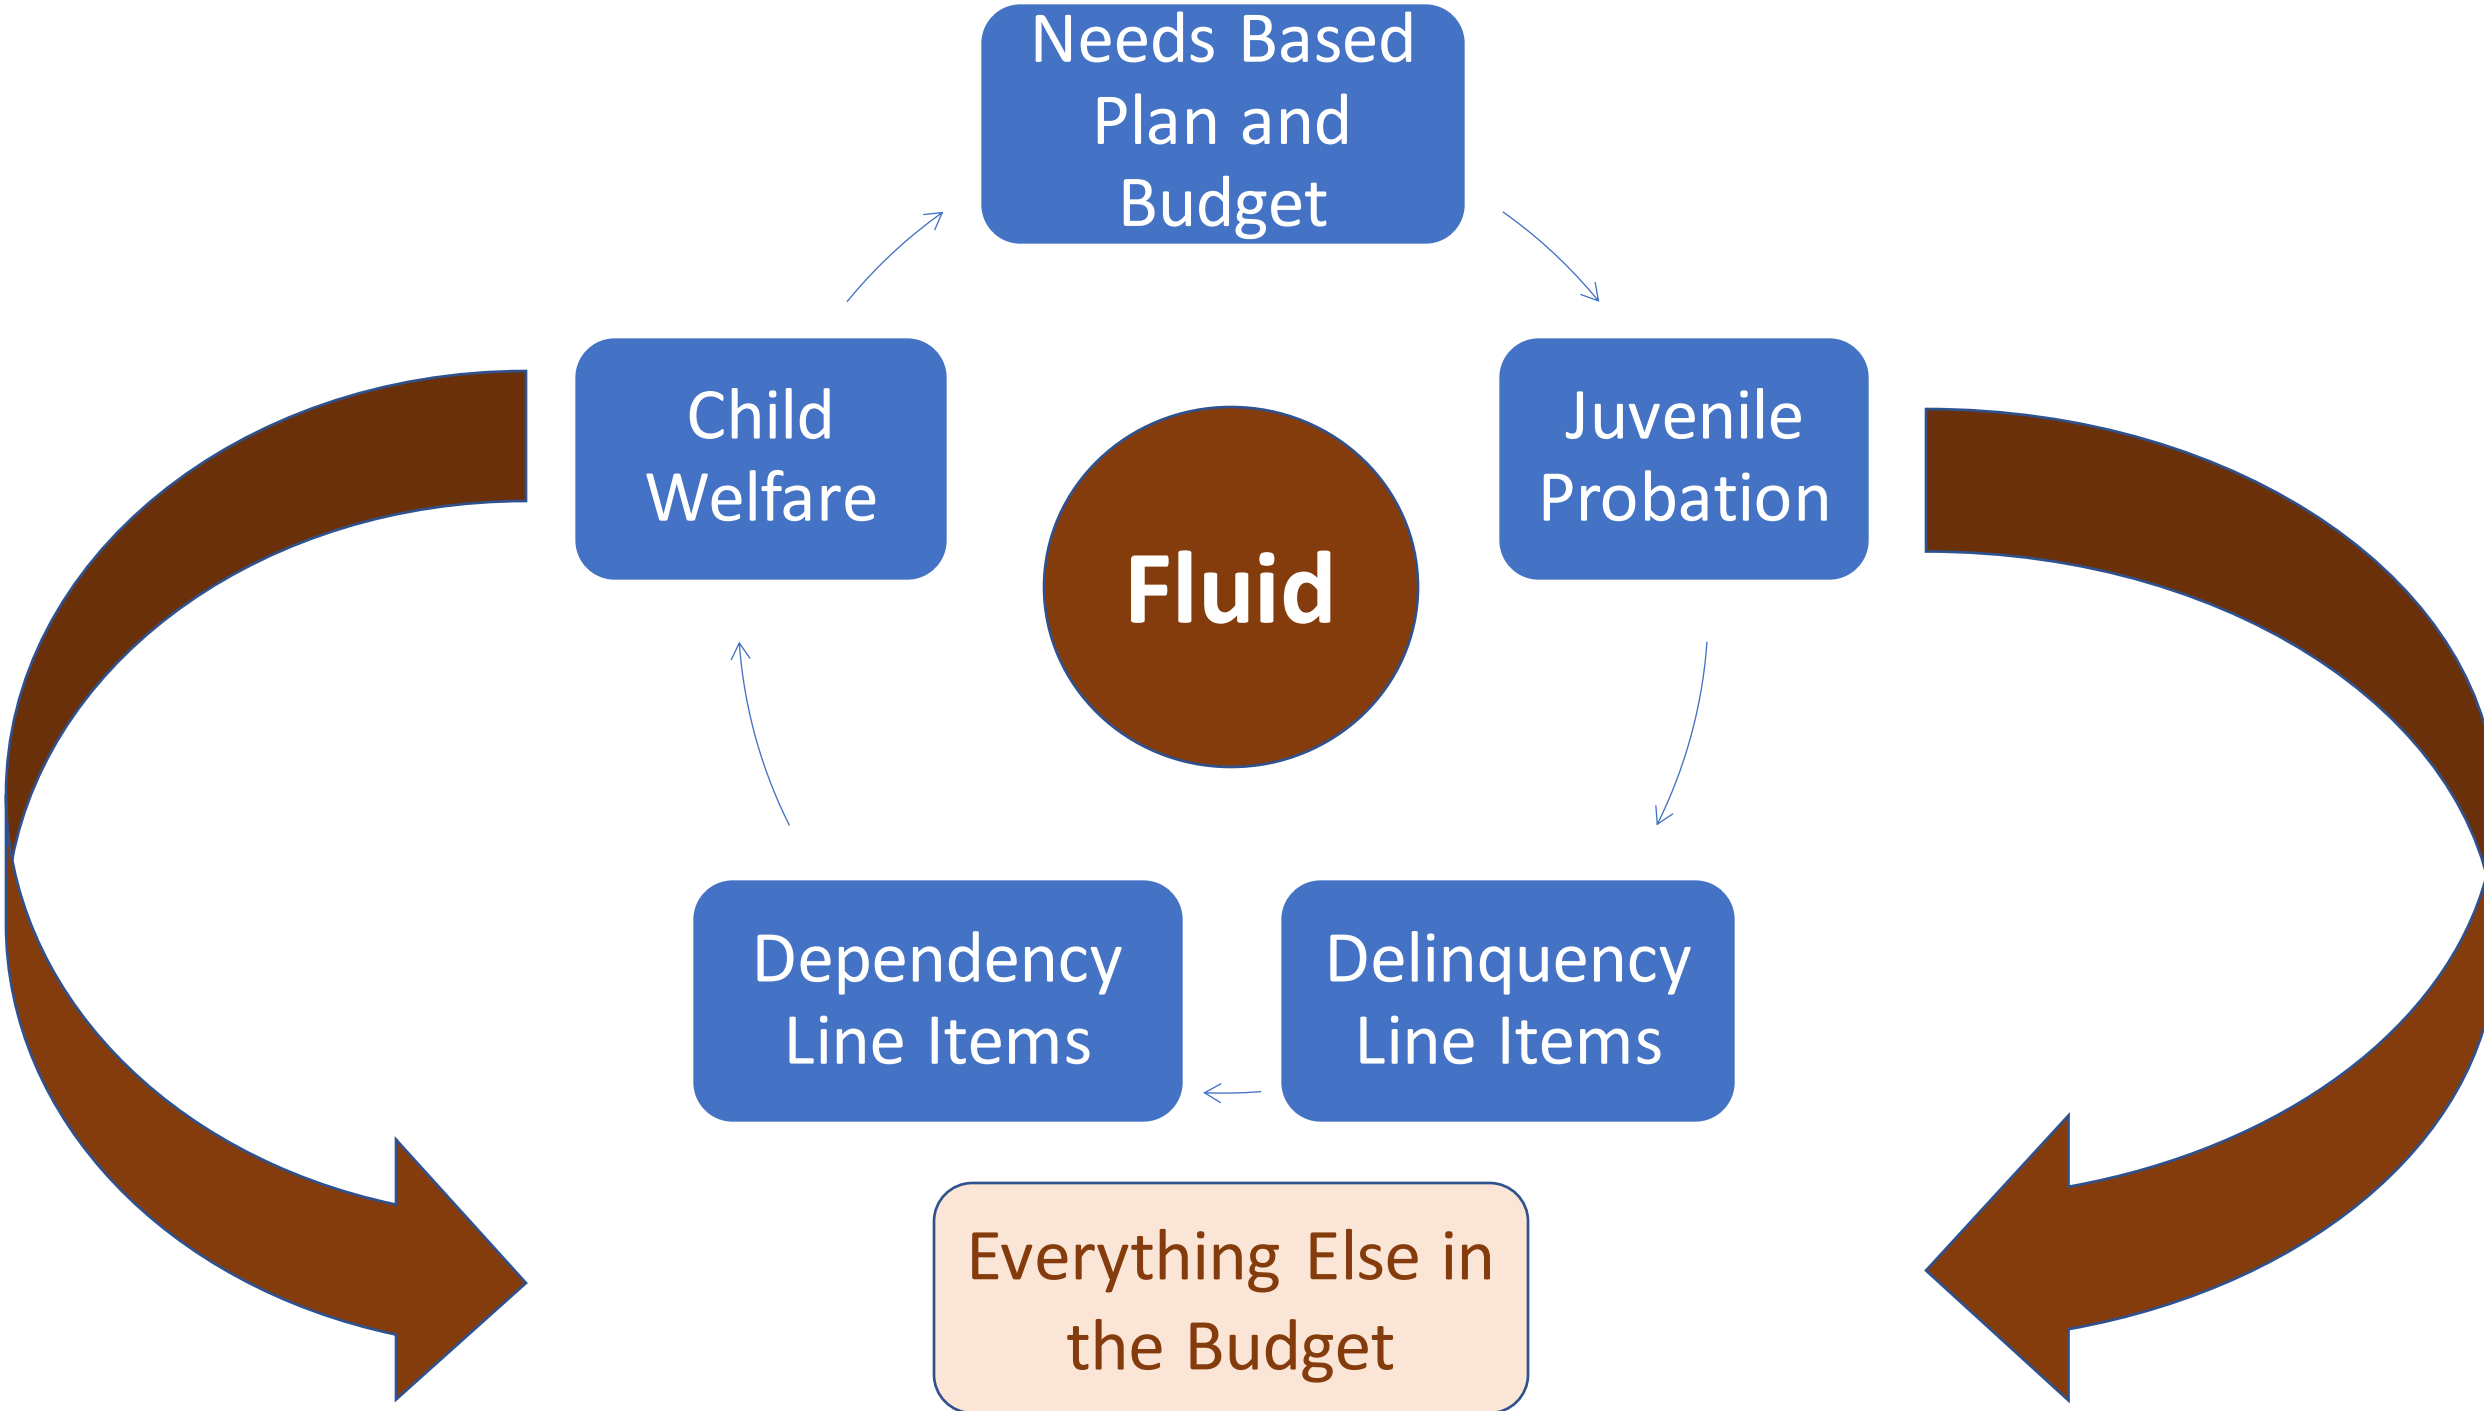 Needs Based
Plan and
Budget
Child
Welfare
Juvenile
Probation
Fluid
Dependency
Line Items
Delinquency
Line Items
Everything Else in
the Budget